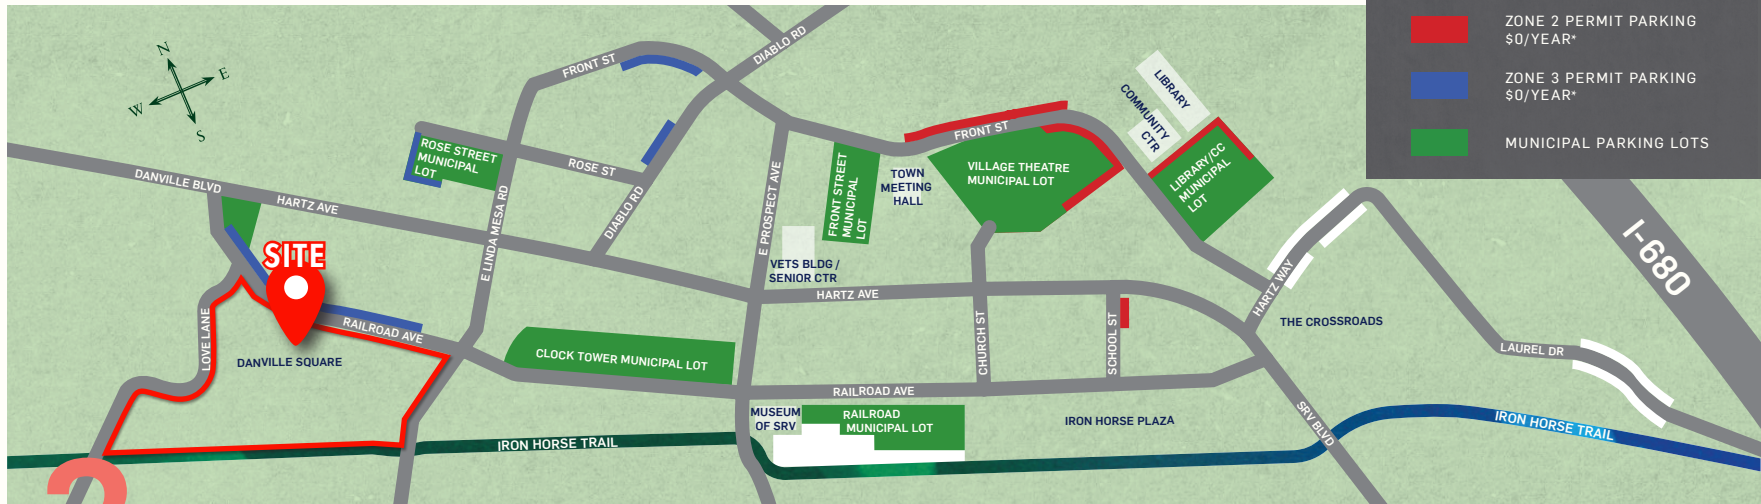 ZONE 2 PERMIT PARKING
$0/YEAR*
ZONE 3 PERMIT PARKING
$0/YEAR*
MUNICIPAL PARKING LOTS
N
E
W
S
FRONT ST
DIABLO RD
LIBRARY
COMMUNITY
CTR
FRONT ST
ROSE STREET
MUNICIPAL
LOT
ROSE ST
DANVILLE BLVD
HARTZ AVE
E LINDA MESA RD
DIABLO RD
E PROSPECT AVE
FRONT STREET
MUNICIPAL
LOT
TOWN
MEETING
HALL
VILLAGE THEATRE
MUNICIPAL LOT
LIBRARY/CC
MUNICIPAL
LOT
SITE
VETS BLDG /
SENIOR CTR
HARTZ AVE
HARTZ WAY
I-680
LOVE LANE
RAILROAD AVE
DANVILLE SQUARE
CLOCK TOWER MUNICIPAL LOT
CHURCH ST
SCHOOL ST
THE CROSSROADS
LAUREL DR
RAILROAD AVE
MUSEUM
OF SRV
RAILROAD
MUNICIPAL LOT
IRON HORSE PLAZA
SRV BLVD
IRON HORSE TRAIL
IRON HORSE TRAIL